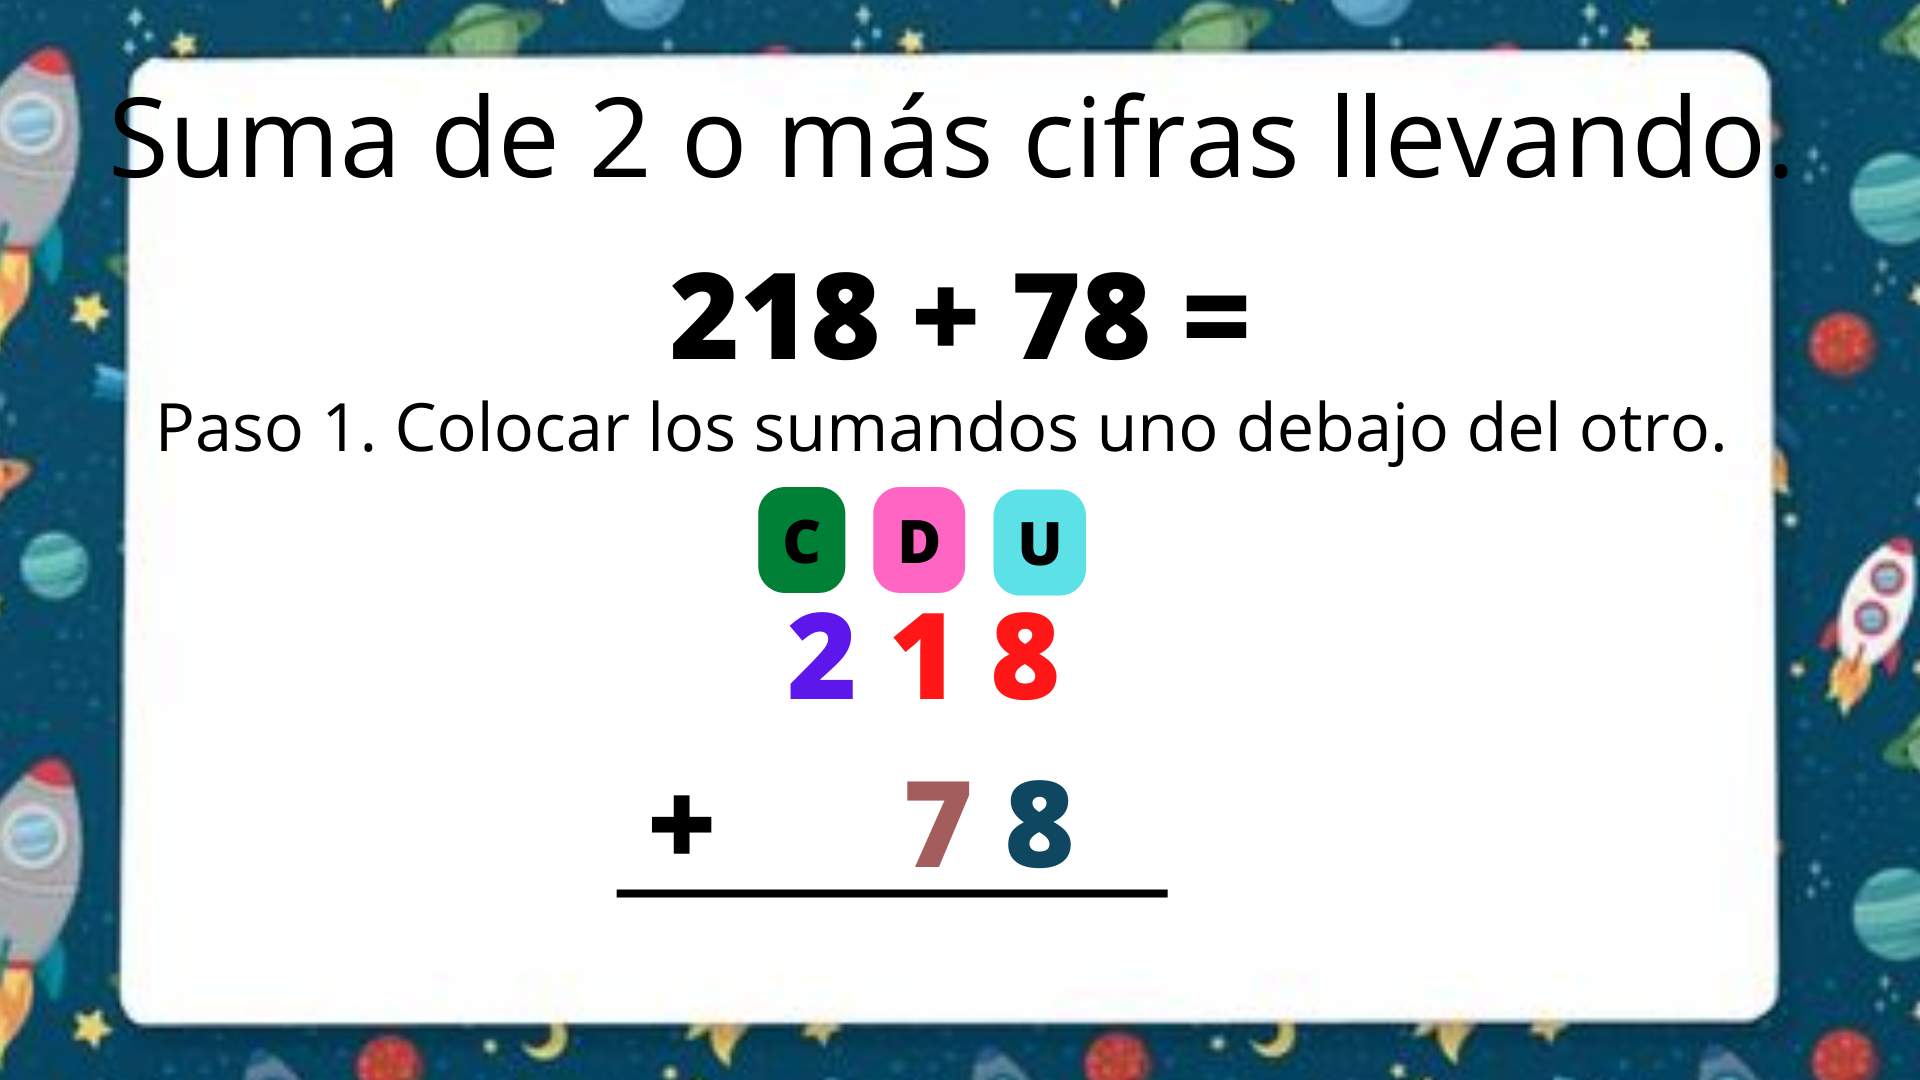 Suma de 2 o más cifras llevando.
218 + 78 =
Paso 1. Colocar los sumandos uno debajo del otro.
C D U
2 1 8
+ 7 8